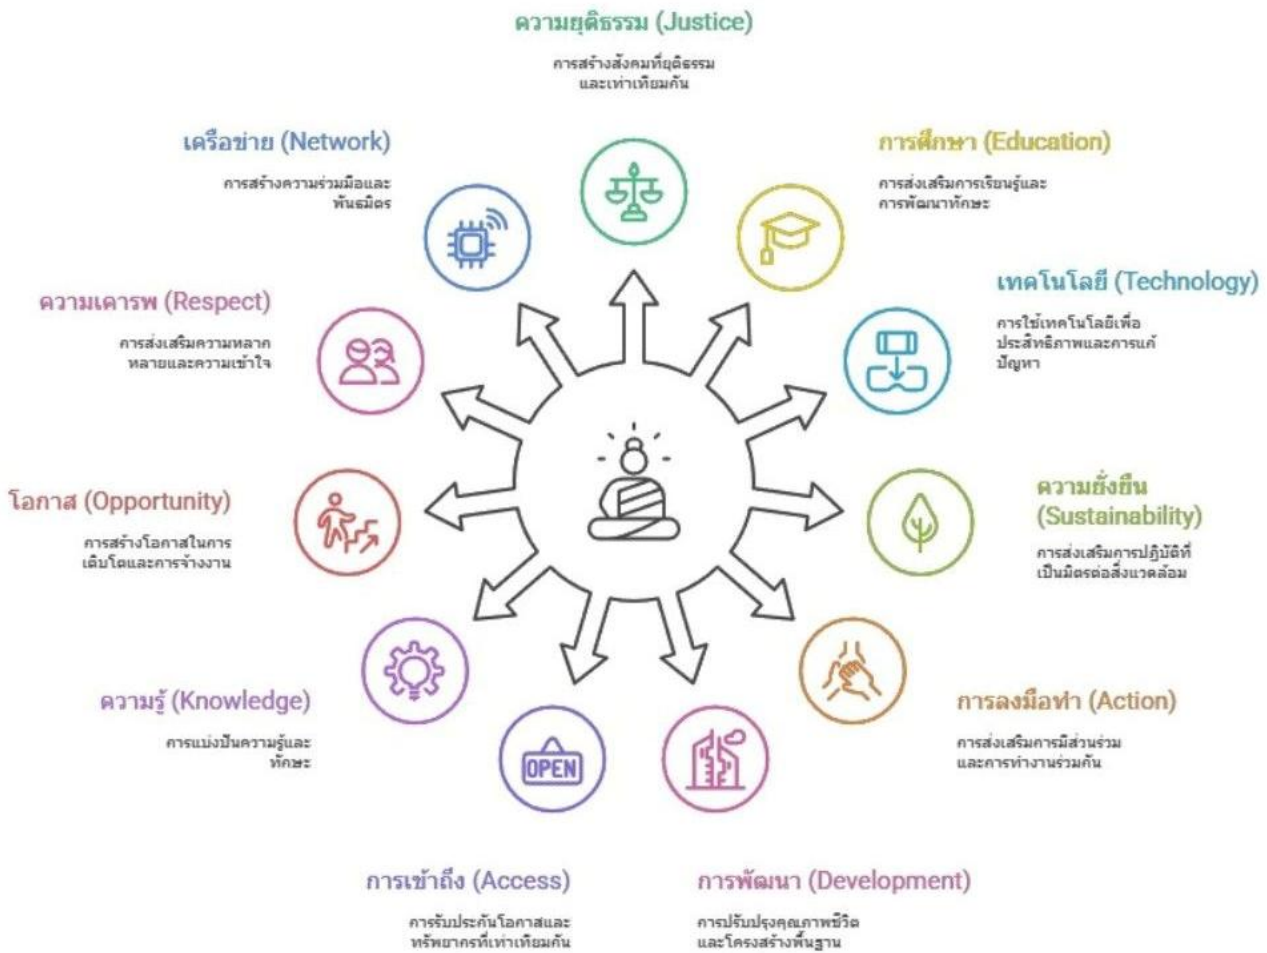 ความยุติธรรม (Justice)
การสร้างสังคมที่ยุติธรรม
และเท่าเทียมกัน
การศึกษา (Education)
การส่งเสริมการเรียนรู้และ
การพัฒนาทักษะ
เทคโนโลยี (Technology)
การใช้เทคโนโลยีเพื่อ
ประสิทธิภาพและการแก้
ปัญหา
ความยั่งยืน
(Sustainability)
การส่งเสริมการปฏิบัติที่
เป็นมิตรต่อสิ่งแวดล้อม
การลงมือทำ (Action)
การส่งเสริมการมีส่วนร่วม
และการทำงานร่วมกัน
การพัฒนา (Development)
การปรับปรุงคุณภาพชีวิต
และโครงสร้างพื้นฐาน
OPEN
การเข้าถึง (Access)
การรับประกันโอกาสและ
ทรัพยากรที่เท่าเทียมกัน
ความรู้ (Knowledge)
การแบ่งปันความรู้และ
ทักษะ
โอกาส (Opportunity)
การสร้างโอกาสในการ
เติบโตและการจ้างงาน
ความเคารพ (Respect)
การส่งเสริมความหลาก
หลายและความเข้าใจ
เครือข่าย (Network)
การสร้างความร่วมมือและ
พันธมิตร